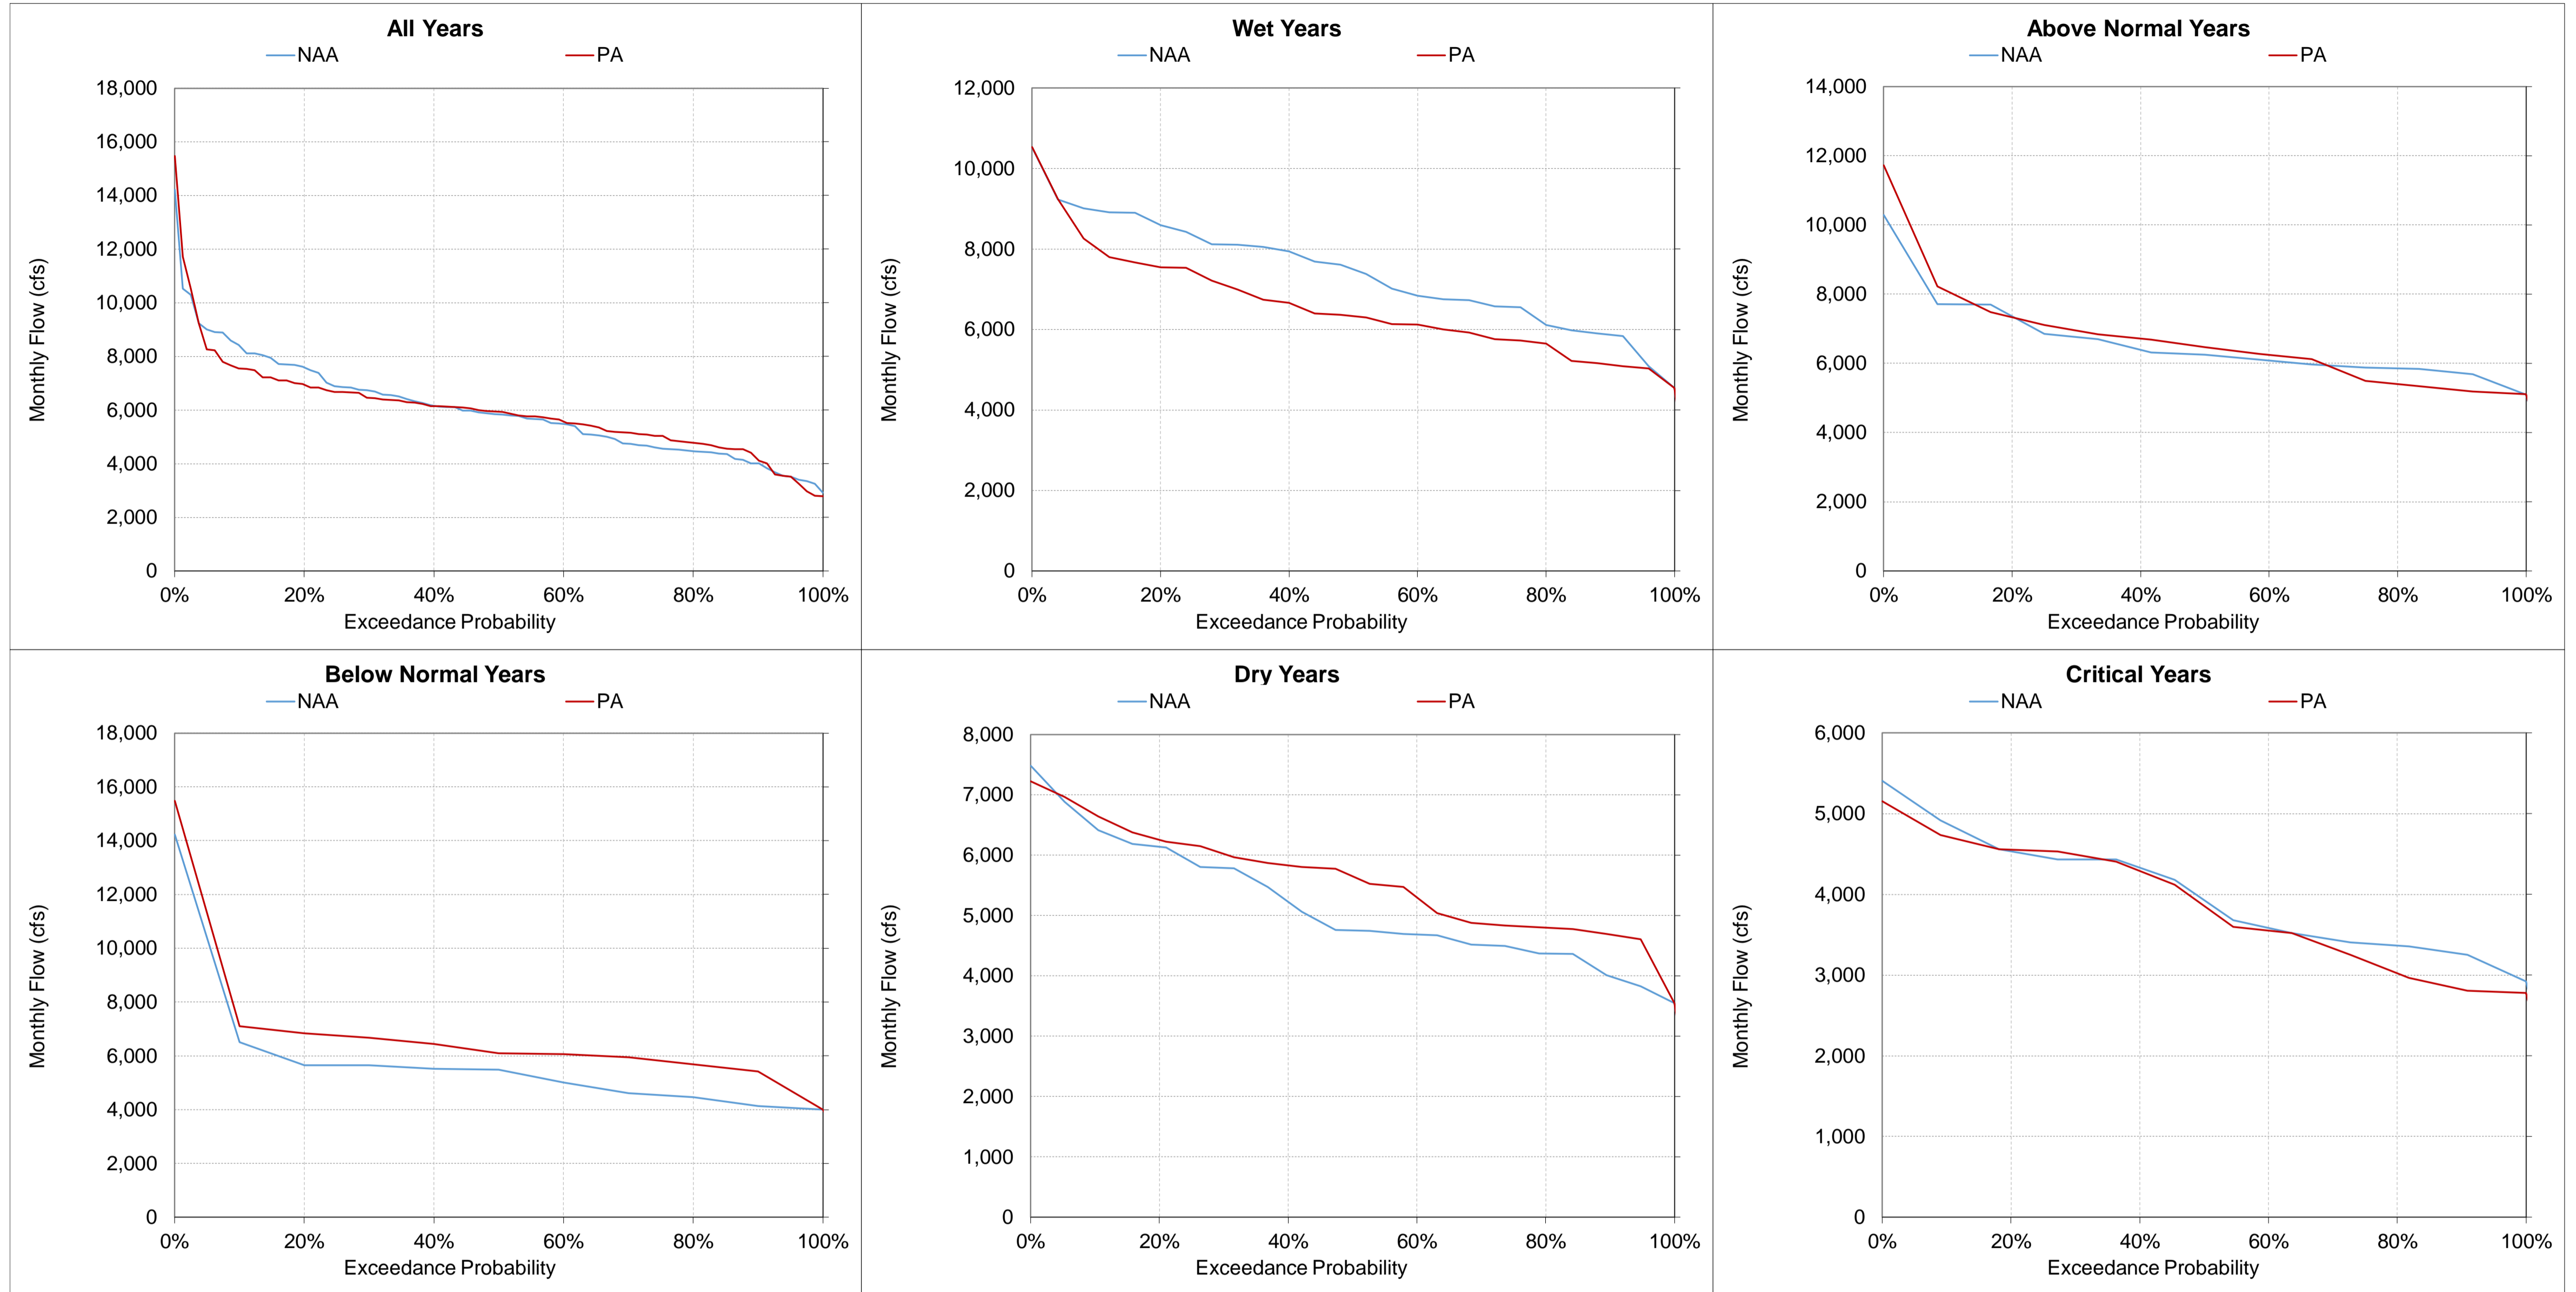 All Years
NAA PA
18,000
16,000
14,000
12,000
10,000
8,000
6,000
4,000
2,000
0
Monthly Flow (cfs)
0% 20% 40% 60% 80% 100%
Exceedance Probability
Wet Years
NAA PA
12,000
10,000
8,000
6,000
4,000
2,000
0
Monthly Flow (cfs)
0% 20% 40% 60% 80% 100%
Exceedance Probability
Above Normal Years
NAA PA
14,000
12,000
10,000
8,000
6,000
4,000
2,000
0
Monthly Flow (cfs)
0% 20% 40% 60% 80% 100%
Exceedance Probability
Below Normal Years
NAA PA
18,000
16,000
14,000
12,000
10,000
8,000
6,000
4,000
2,000
0
Monthly Flow (cfs)
0% 20% 40% 60% 80% 100%
Exceedance Probability
Dry Years
NAA PA
8,000
7,000
6,000
5,000
4,000
3,000
2,000
1,000
0
Monthly Flow (cfs)
0% 20% 40% 60% 80% 100%
Exceedance Probability
Critical Years
NAA PA
6,000
5,000
4,000
3,000
2,000
1,000
0
Monthly Flow (cfs)
0% 20% 40% 60% 80% 100%
Exceedance Probability